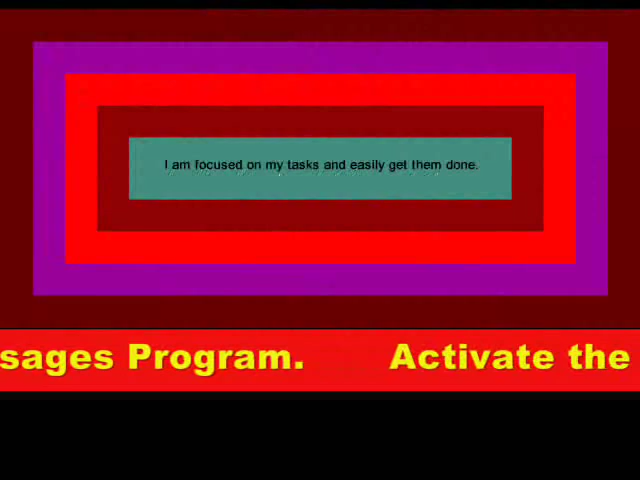 I am focused on my tasks and easily get them done.
sages Program. Activate the